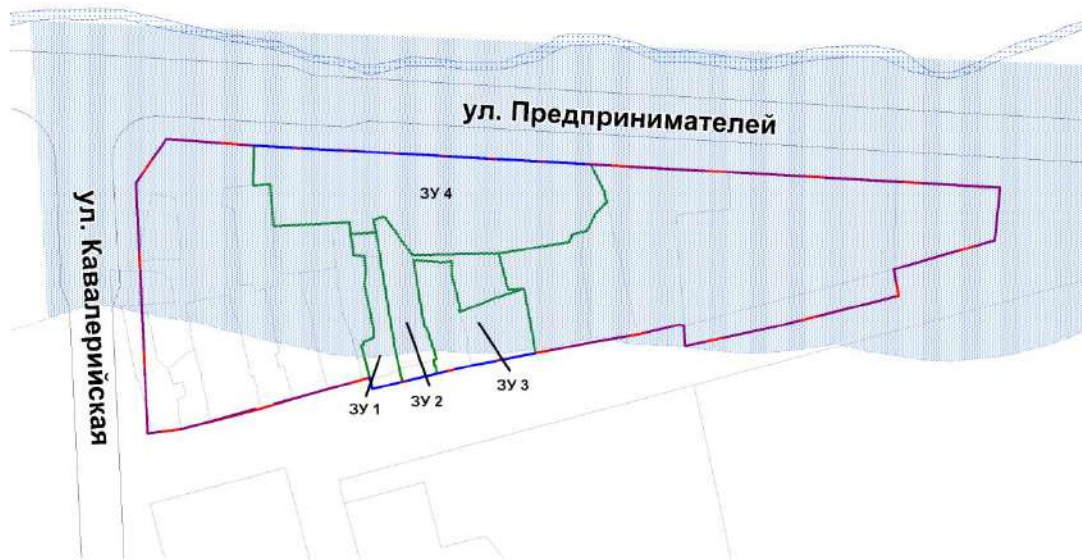 ул. Предпринимателей
ЗУ 4
ул. Кавалерийская
ЗУ 1
ЗУ 2
ЗУ 3